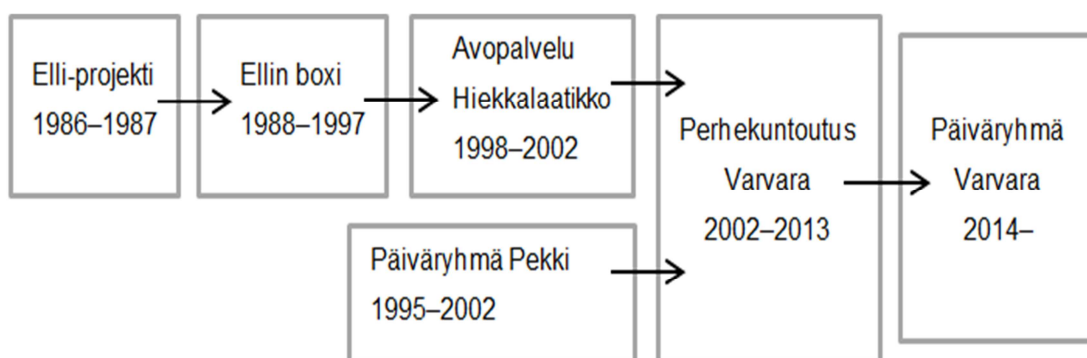 Elli-projekti
1986–1987
Ellin boxi
1988–1997
Avopalvelu
Hiekkalaatikko
1998–2002
Päiväryhmä Pekki
1995–2002
Perhekuntoutus
Varvara
2002–2013
Päiväryhmä
Varvara
2014–